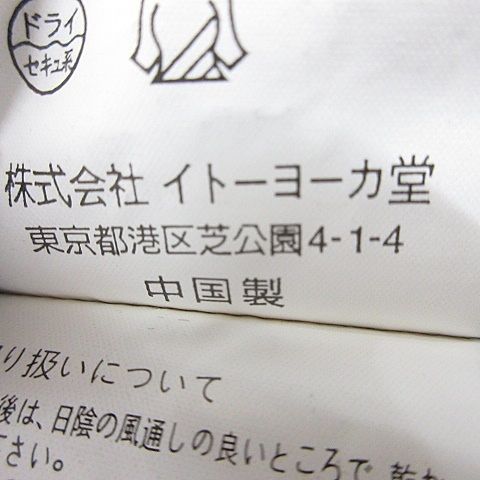 ドライ
セキユ系
株式会社 イトーヨーカ堂
東京都港区芝公園4-1-4
中国製
り扱いについて
後は、日陰の風通しの良いところで
さい。